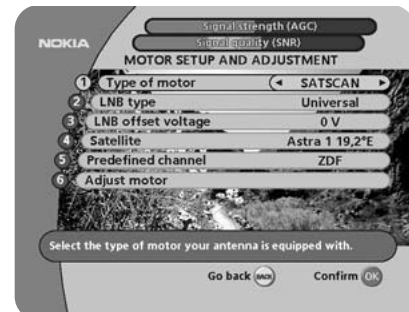 Signal strength (AGC)
NOKIA
Signal quality (SNR)
MOTOR SETUP AND ADJUSTMENT
1 Type of motor SATSCAN
2 LNB type Universal
3 LNB offset voltage 0 V
4 Satellite Astra 1 19,2°E
5 Predefined channel ZDF
6 Adjust motor
Select the type of motor your antenna is equipped with.
Go back BACK Confirm OK